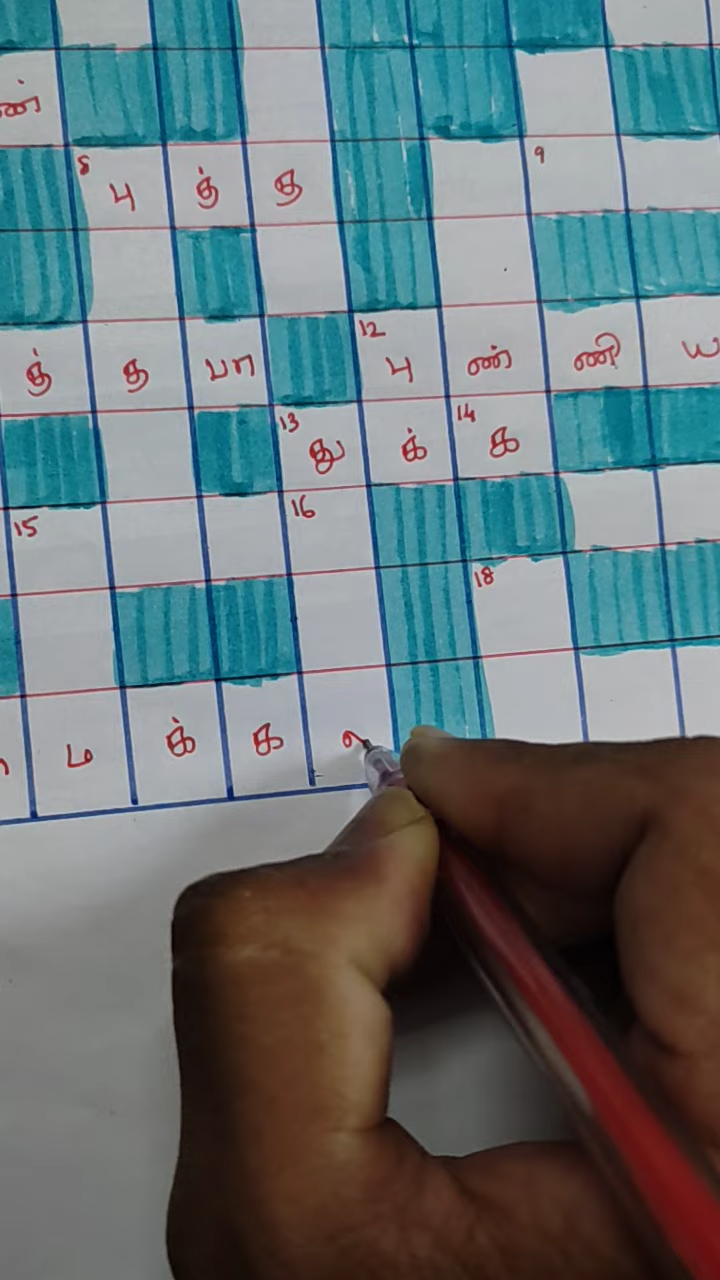 ண்
8 பு த் த 9
த் த பா 12 பு ண் ணி ய
13 து க் 14 க
15 16
18
ம க் க